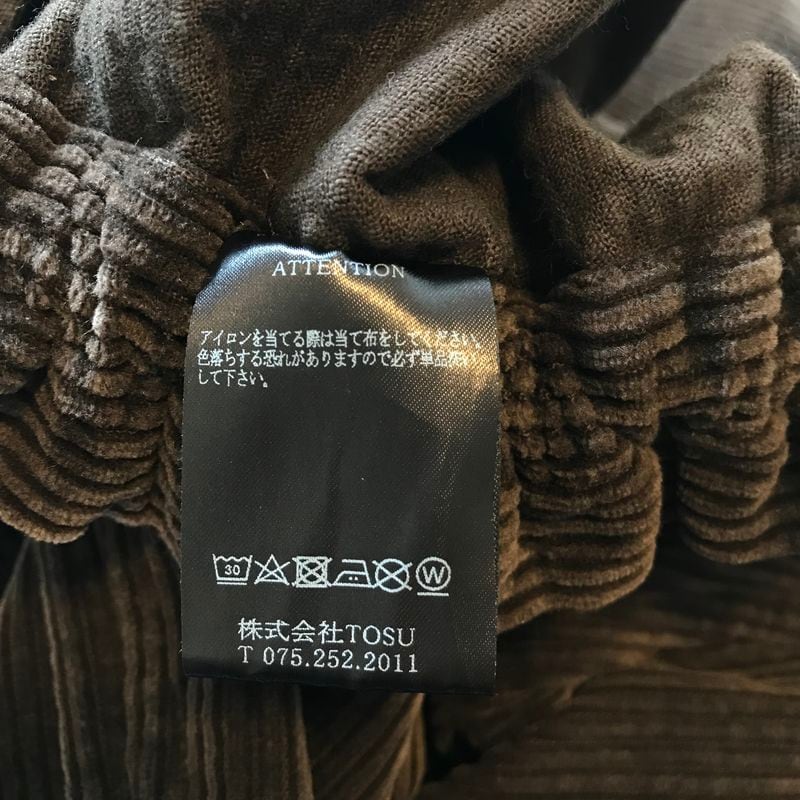 ATTENTION
アイロンを当てる際は当て布をしてください。
色落ちする恐れがありますので必ず単品洗い
して下さい。
30
W
株式会社TOSU
T 075.252.2011